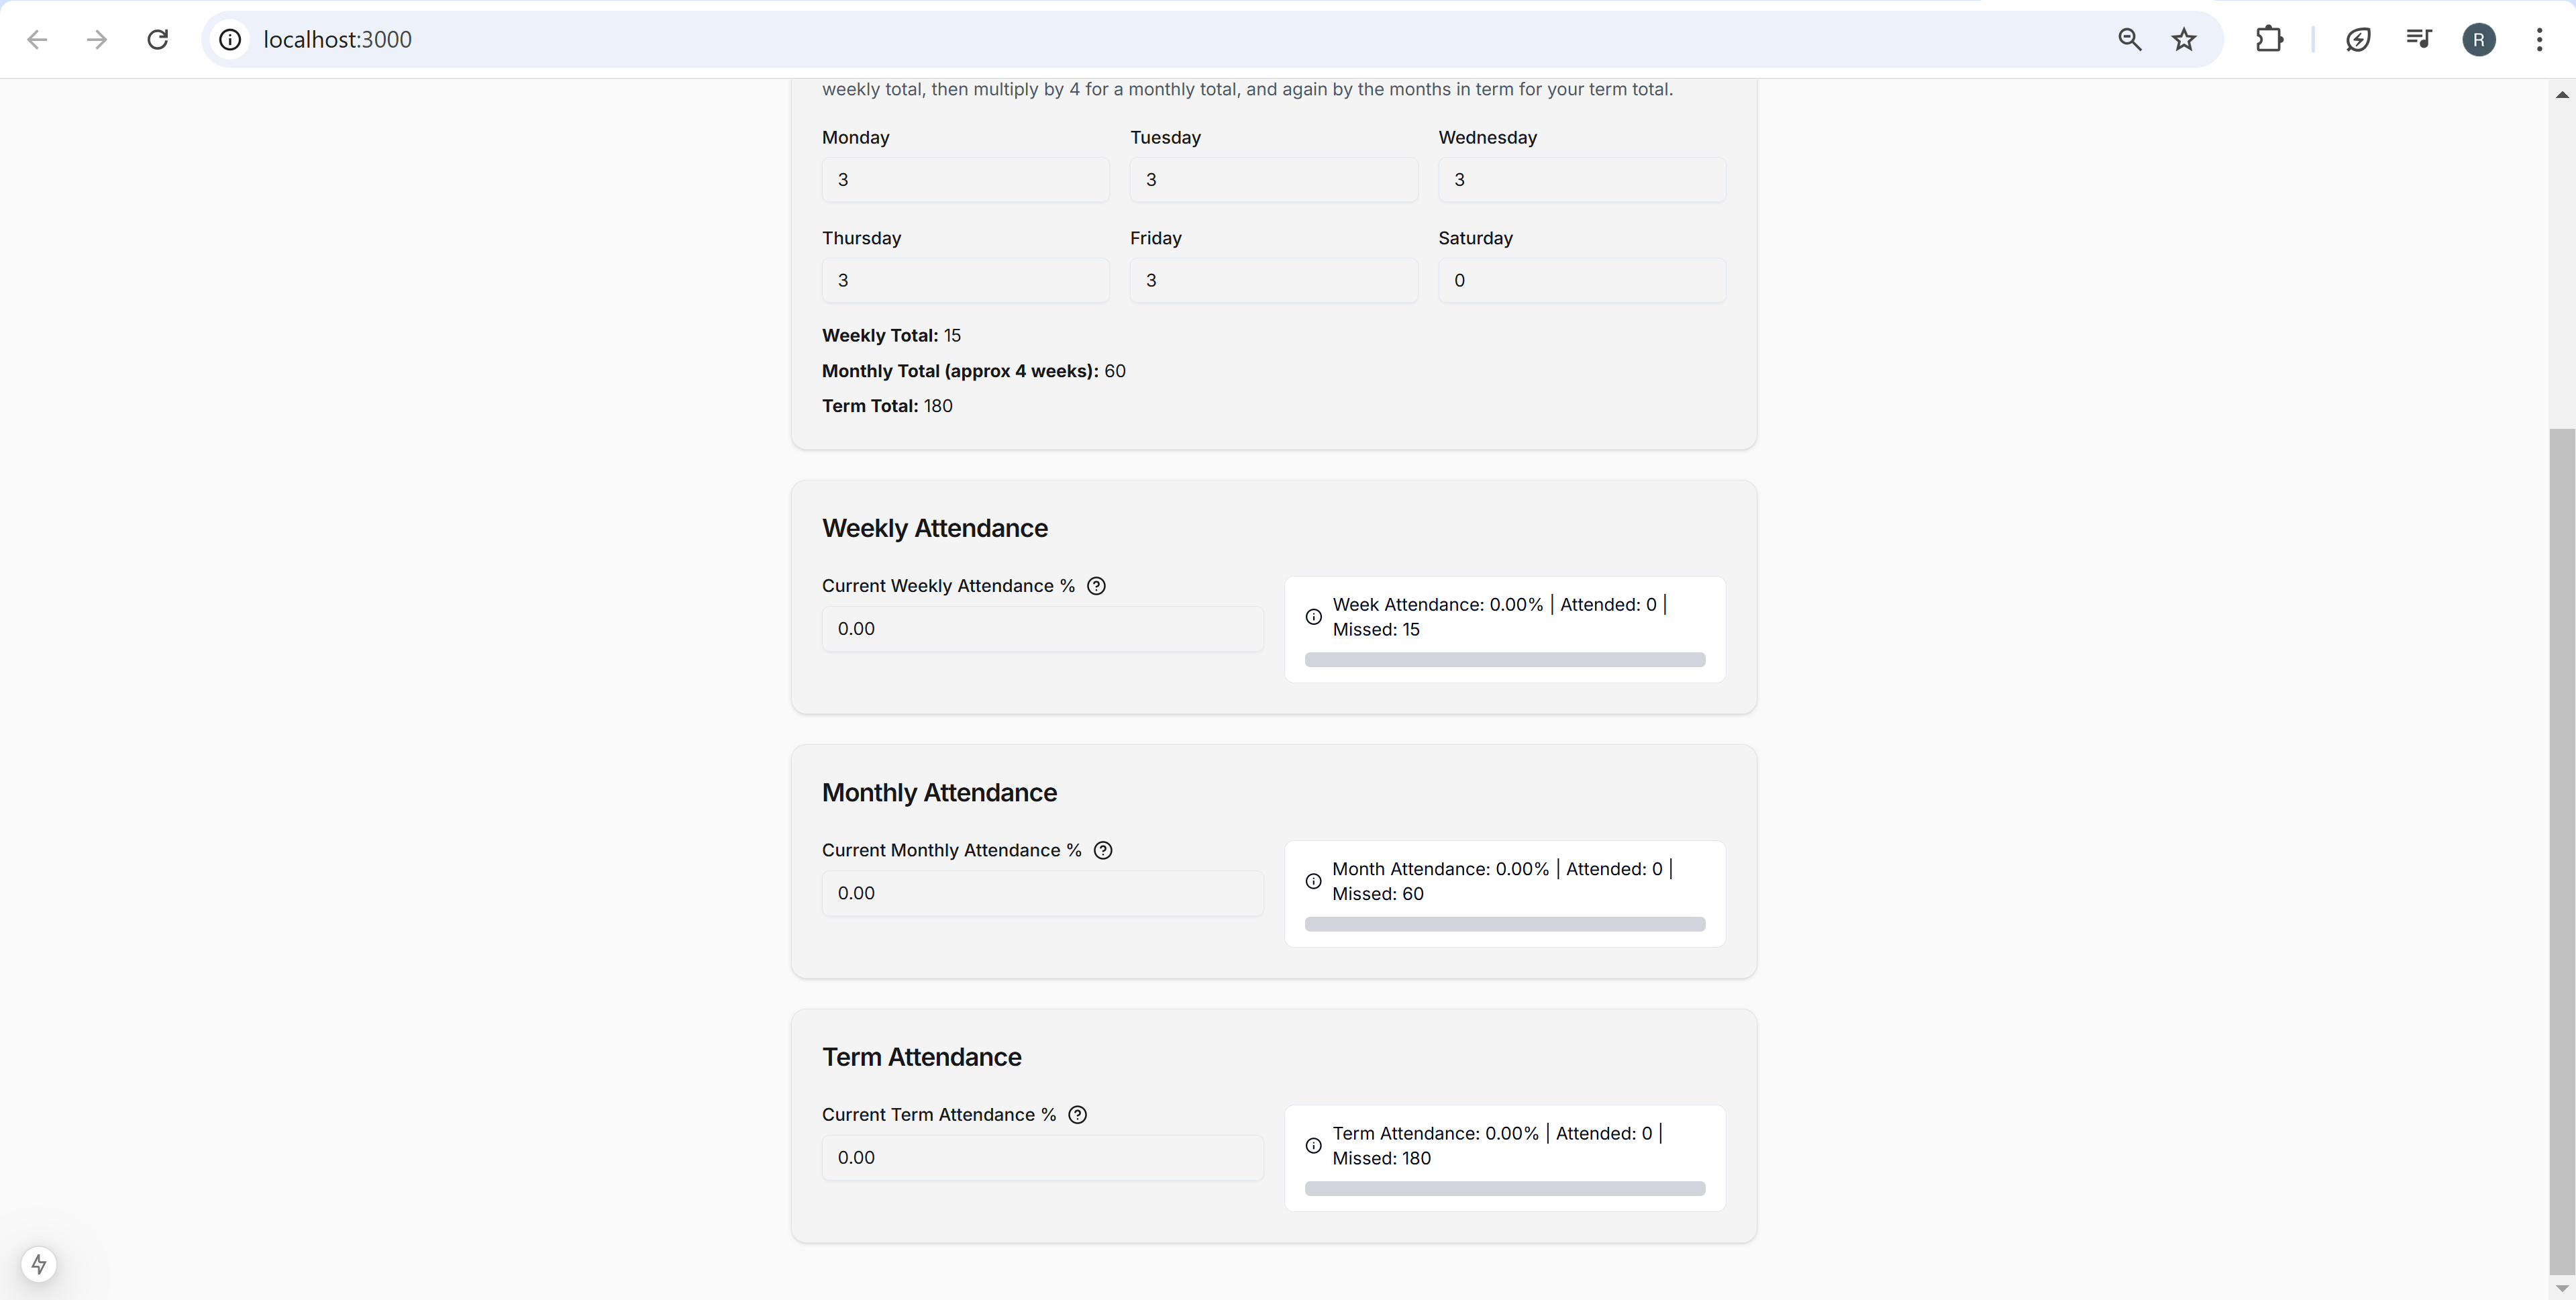 localhost:3000
R
weekly total, then multiply by 4 for a monthly total, and again by the months in term for your term total.
Monday
Tuesday
Wednesday
3
3
3
Thursday
Friday
Saturday
3
3
0
Weekly Total: 15
Monthly Total (approx 4 weeks): 60
Term Total: 180
Weekly Attendance
Current Weekly Attendance %
0.00
Week Attendance: 0.00% | Attended: 0 |
Missed: 15
Monthly Attendance
Current Monthly Attendance %
0.00
Month Attendance: 0.00% | Attended: 0 |
Missed: 60
Term Attendance
Current Term Attendance %
0.00
Term Attendance: 0.00% | Attended: 0 |
Missed: 180